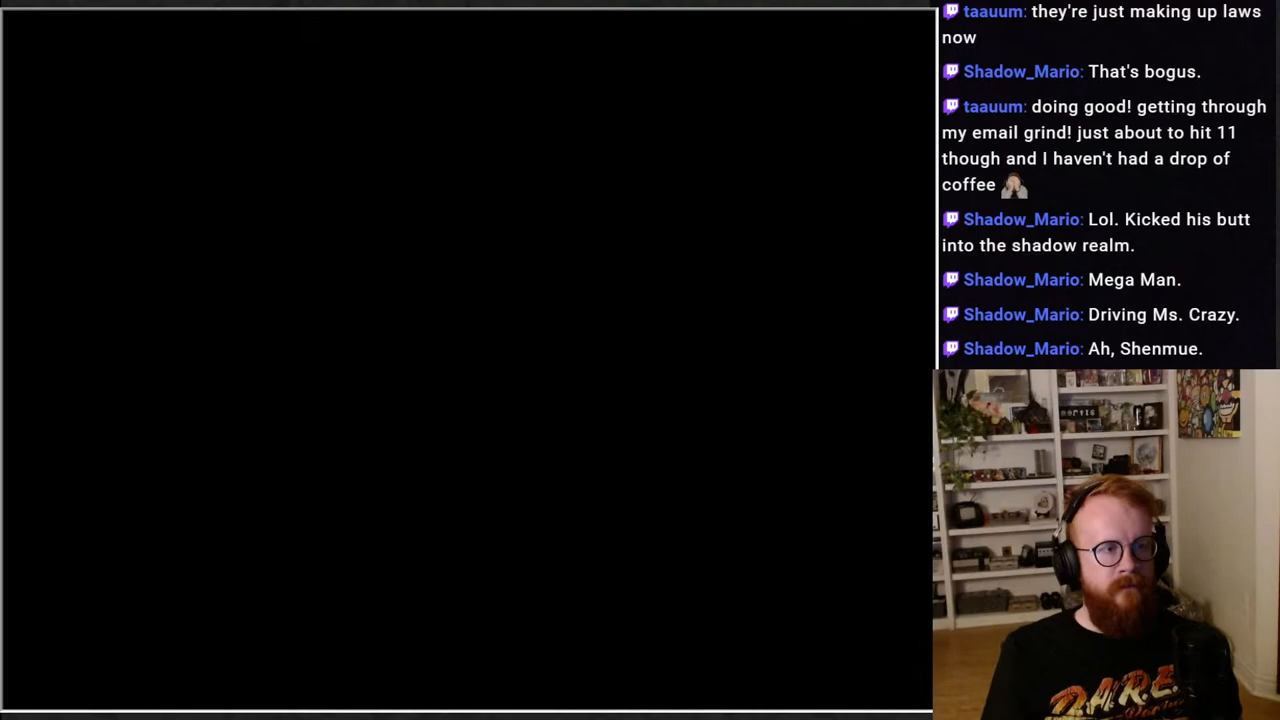 taauum: they're just making up laws
now
Shadow_Mario: That's bogus.
taauum: doing good! getting through
my email grind! just about to hit 11
though and I haven't had a drop of
coffee
Shadow_Mario: Lol. Kicked his butt
into the shadow realm.
Shadow_Mario: Mega Man.
Shadow_Mario: Driving Ms. Crazy.
Shadow_Mario: Ah, Shenmue.
D.A.R.E.